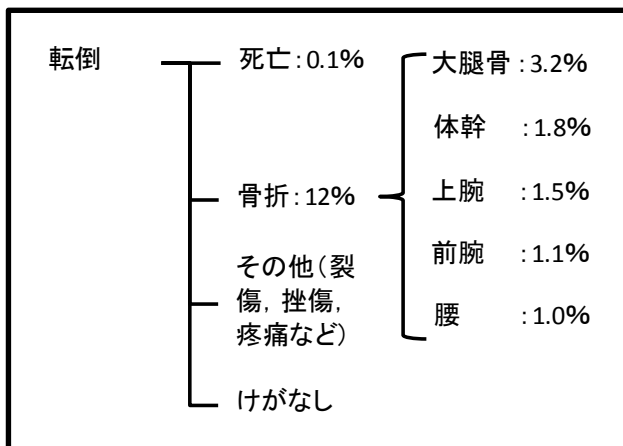 転倒
死亡：0.1%
骨折：12%
その他（裂
傷，挫傷，
疼痛など）
けがなし
大腿骨：3.2%
体幹　：1.8%
上腕　：1.5%
前腕　：1.1%
腰　　：1.0%